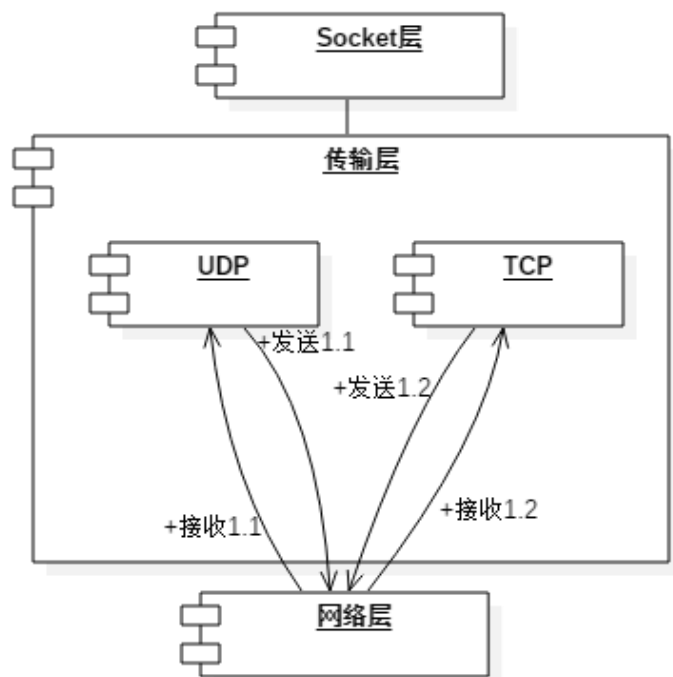 Socket层
传输层
UDP
TCP
+发送1.1
+发送1.2
+接收1.1
+接收1.2
网络层